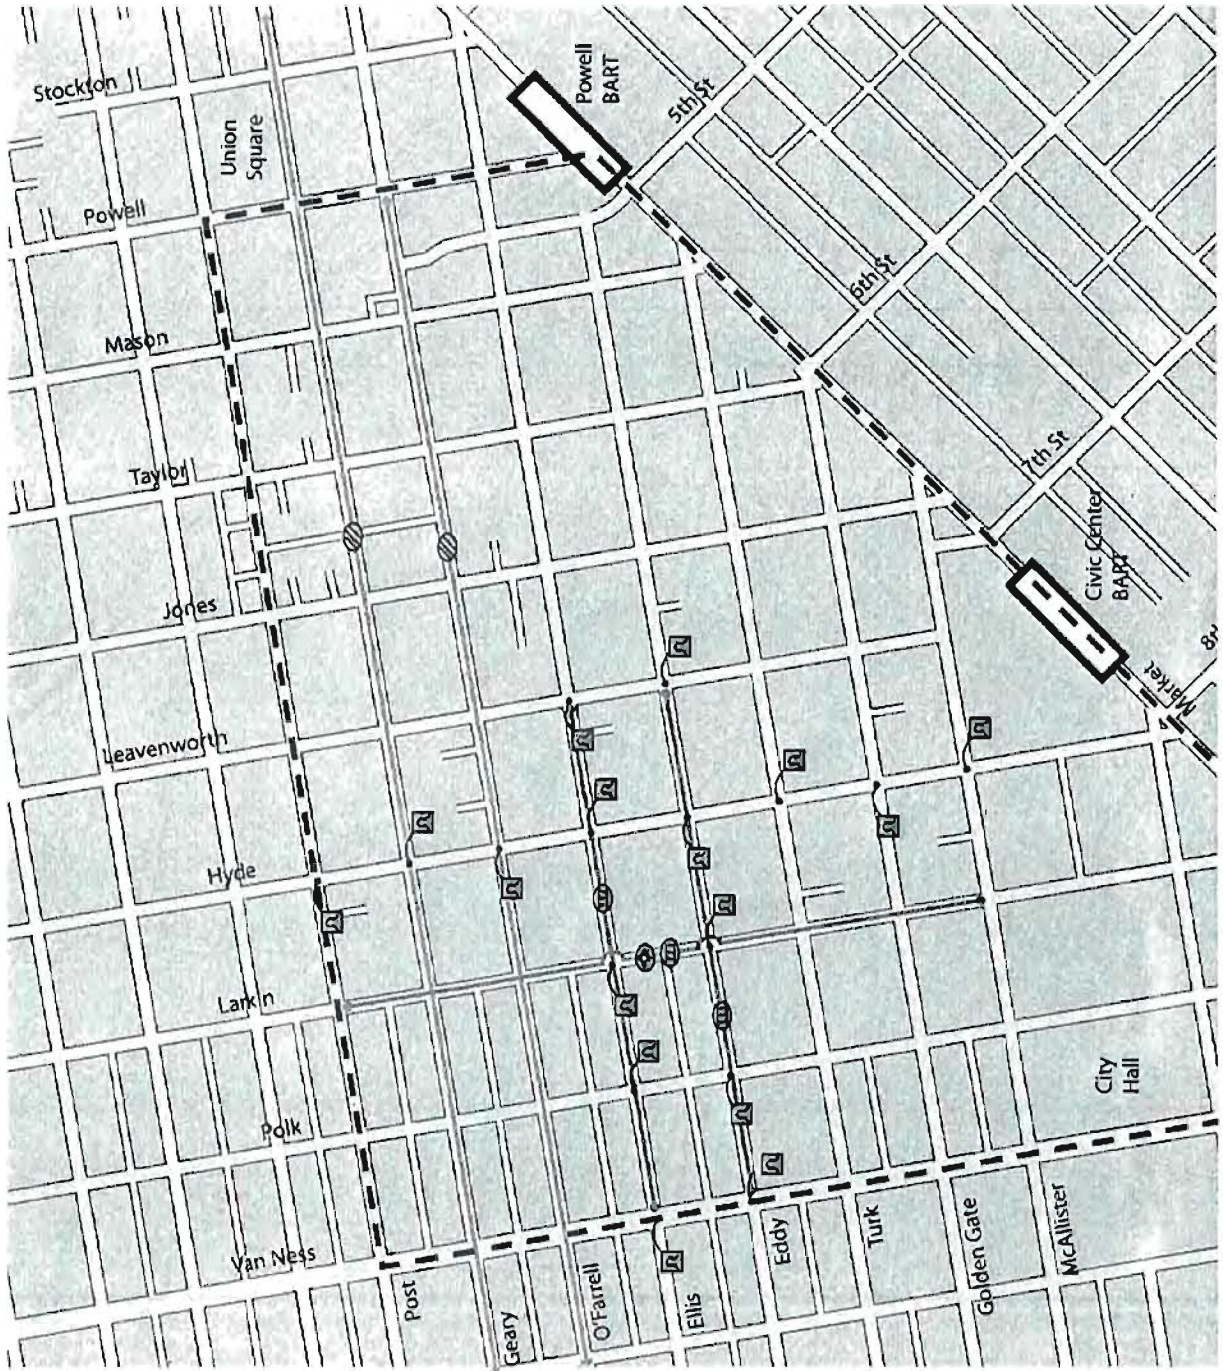 Stockton
Union
Square
Powell
BART
5th St
Powell
Mason
6th St
Taylor
7th St
Civic Center
BART
Jones
Market
Leavenworth
Hyde
Larkin
City
Hall
Polk
Van Ness
Post
Geary
O'Farrell
Ellis
Eddy
Turk
Golden Gate
McAllister